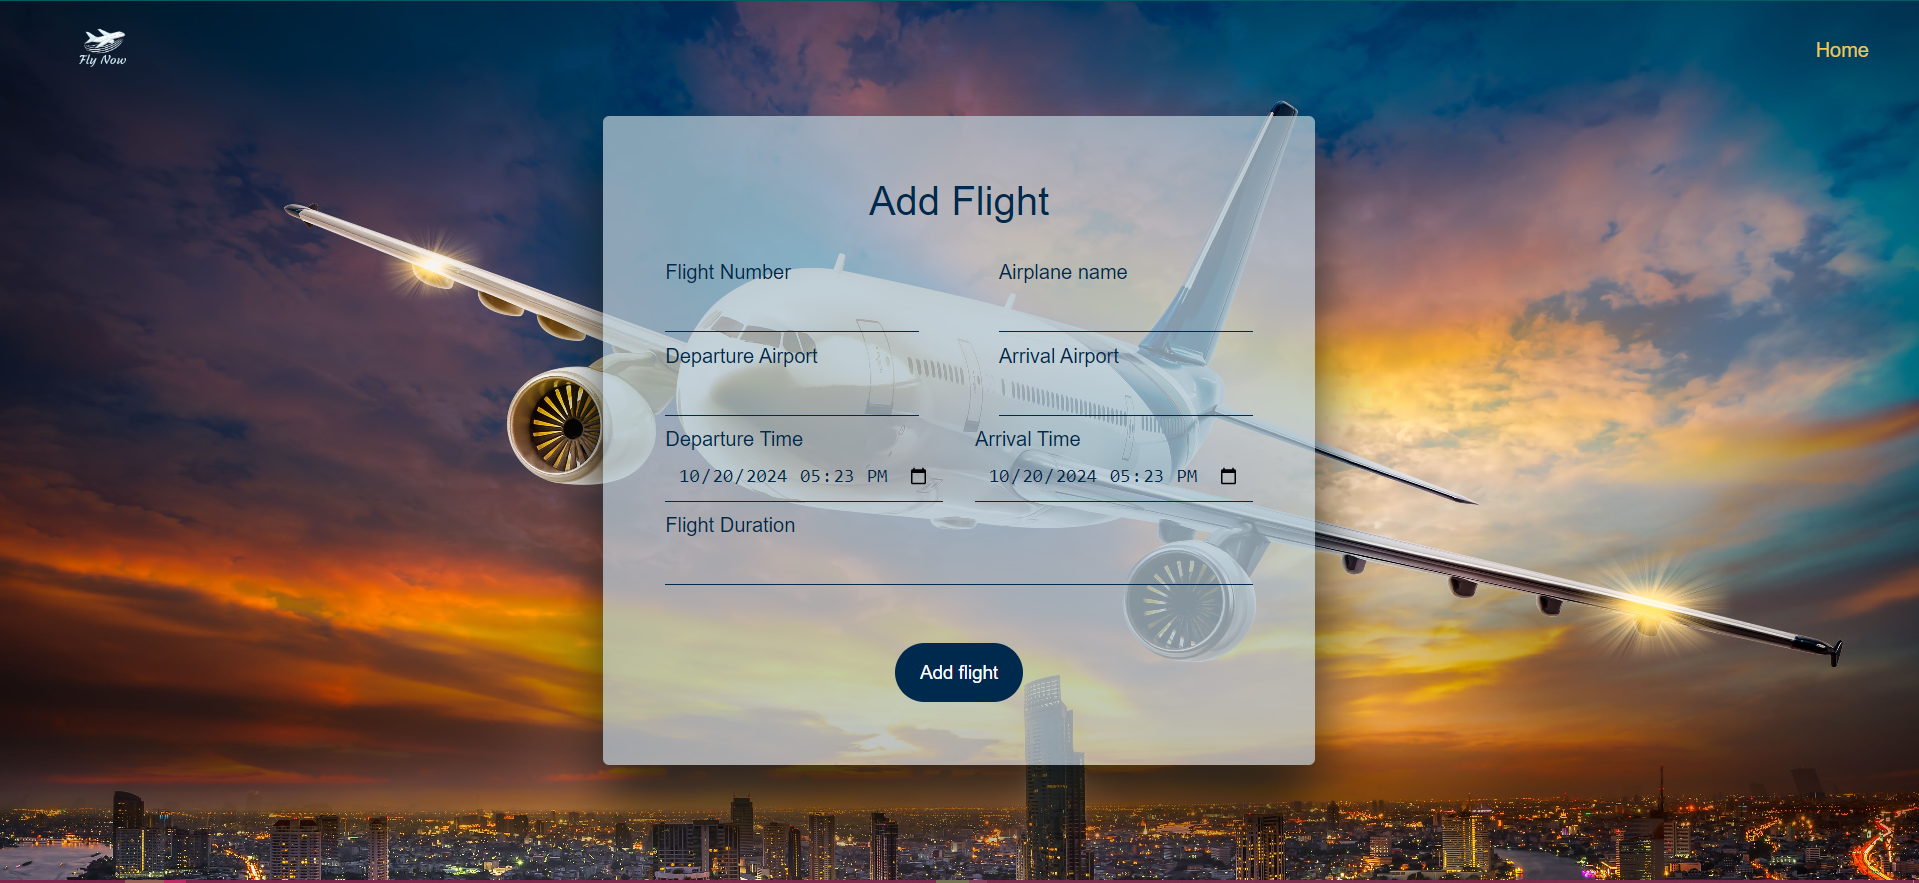 Fly Now
Home
Add Flight
Flight Number
Airplane name
Departure Airport
Arrival Airport
Departure Time
Arrival Time
10/20/2024 05:23 PM
10/20/2024 05:23 PM
Flight Duration
Add flight